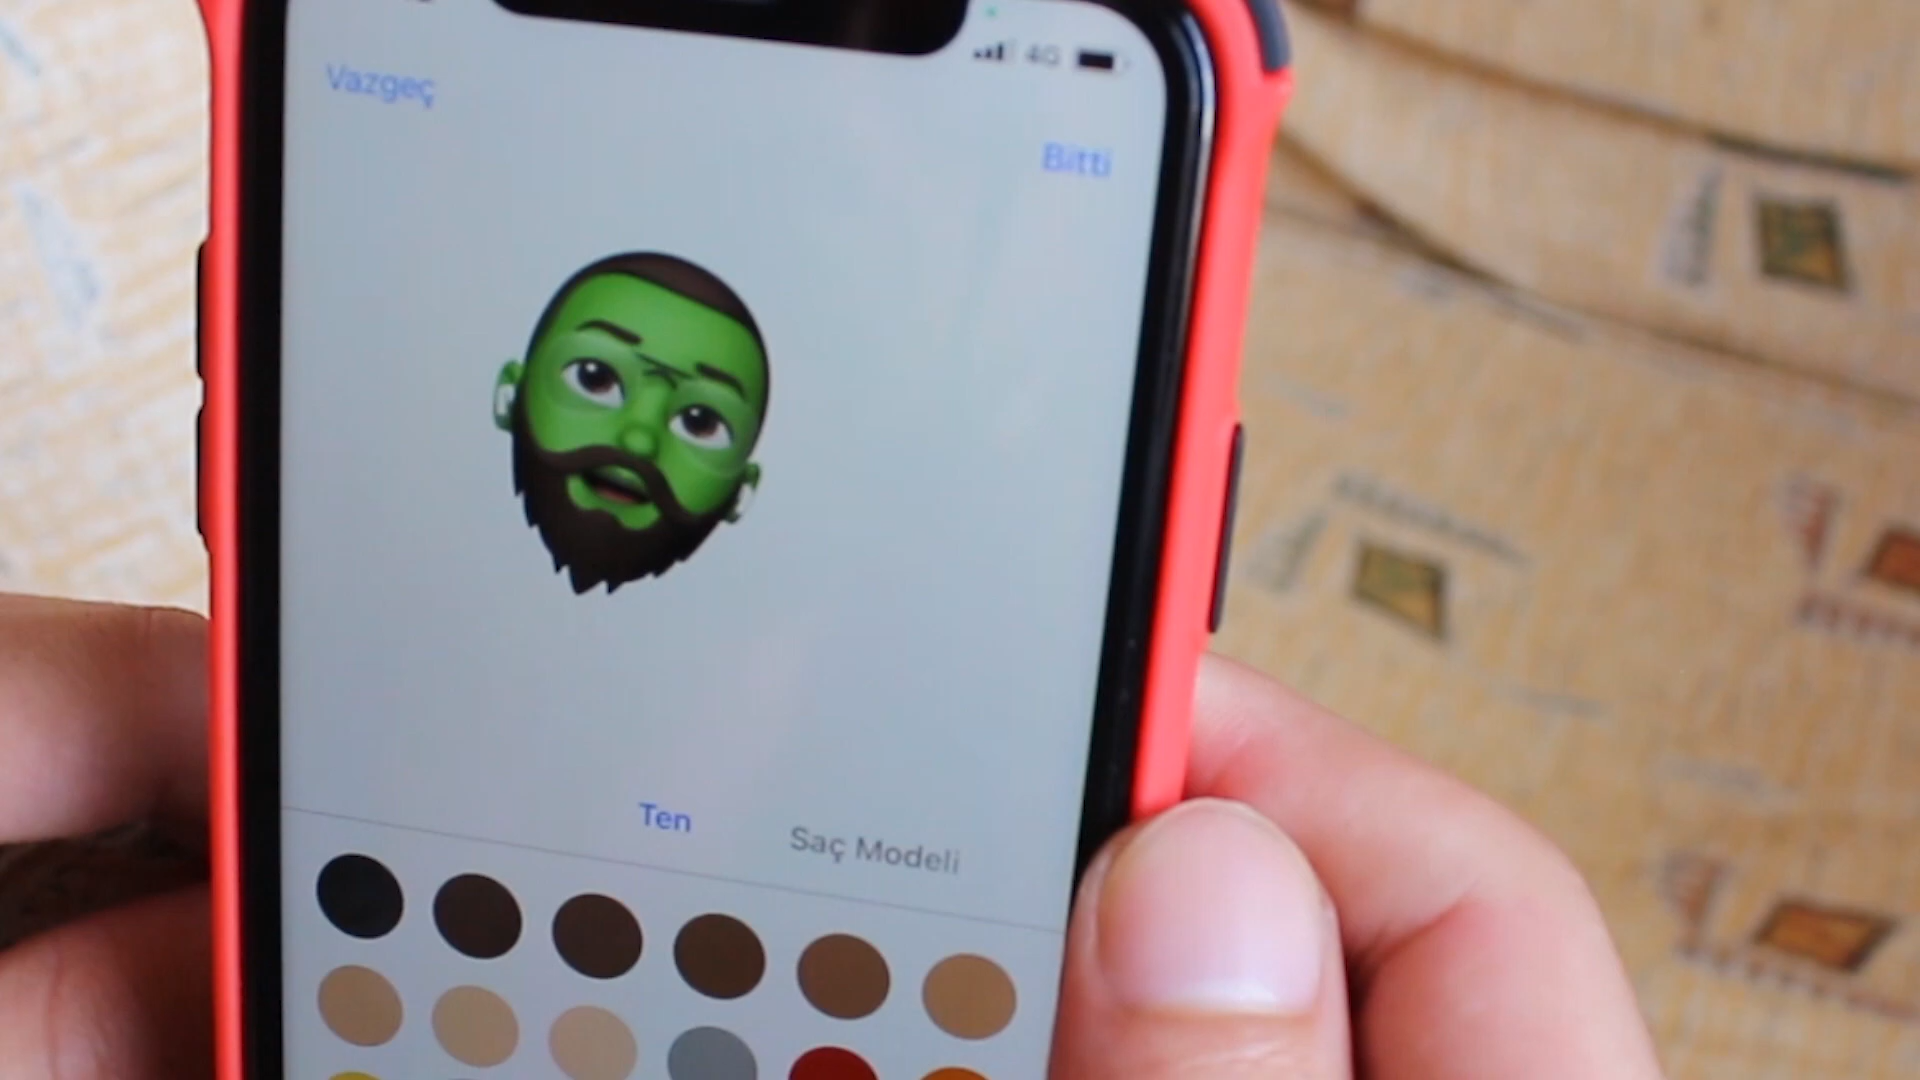 4G
Vazgeç
Bitti
Ten
Saç Modeli